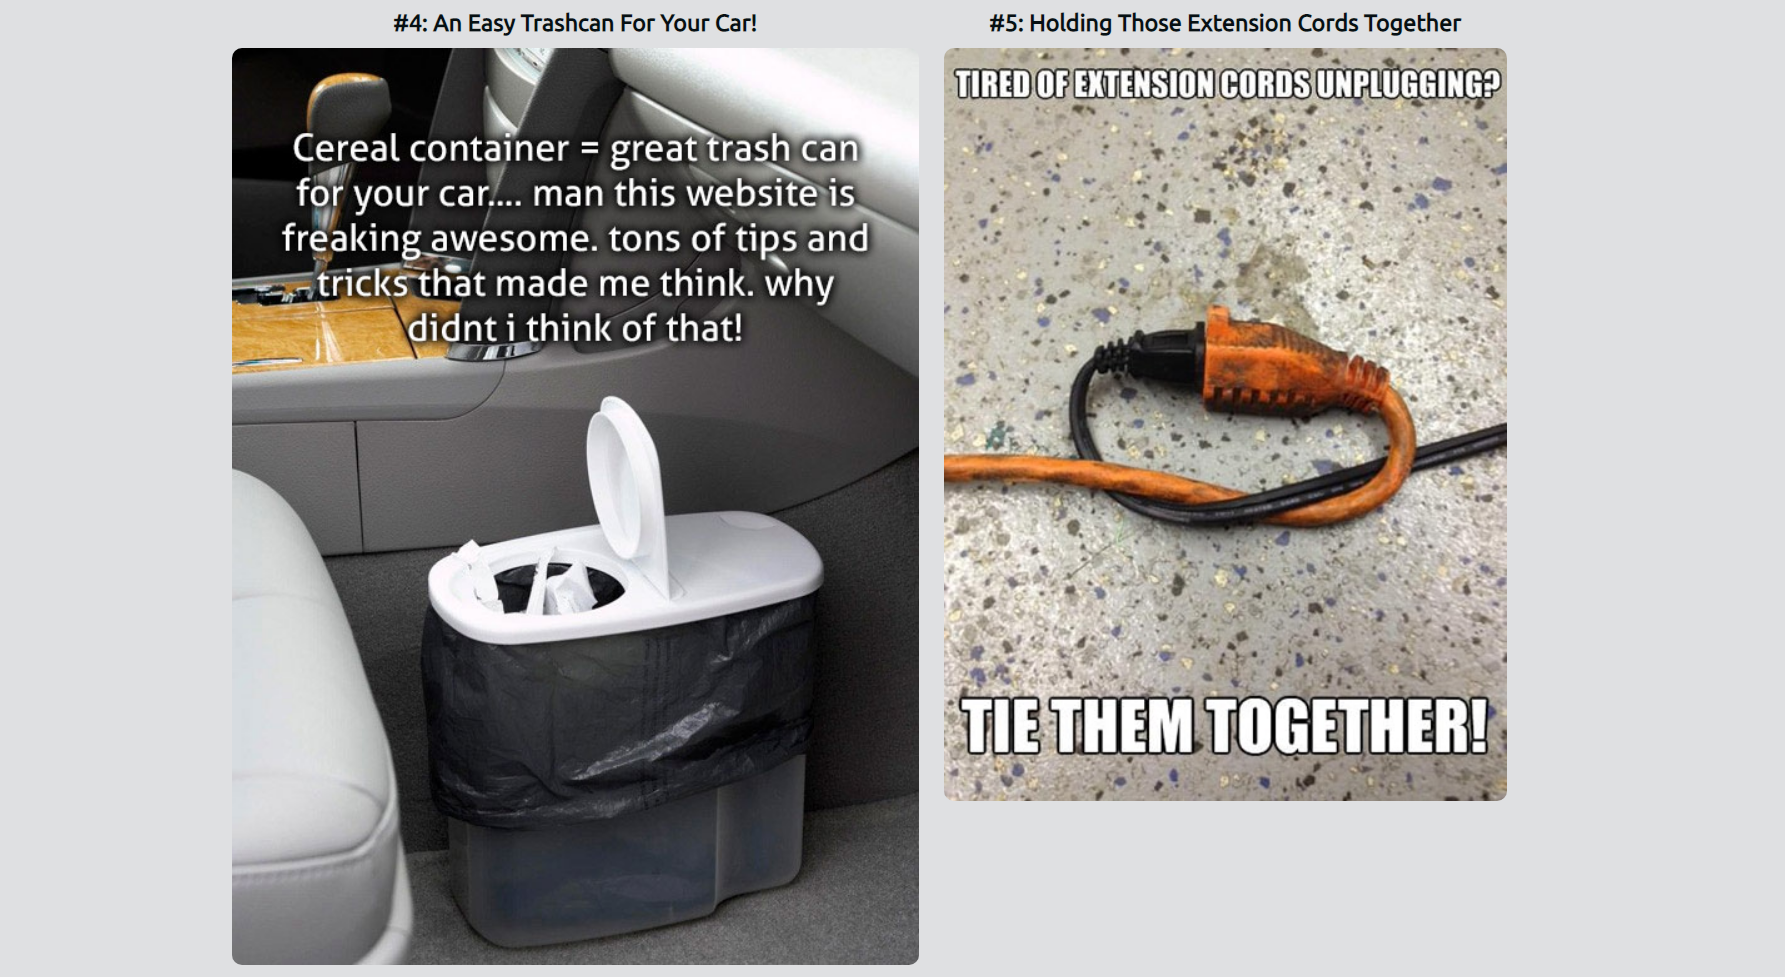 #4: An Easy Trashcan For Your Car!
Cereal container = great trash can
for your car.... man this website is
freaking awesome. tons of tips and
tricks that made me think. why
didnt i think of that!
#5: Holding Those Extension Cords Together
TIRED OF EXTENSION CORDS UNPLUGGING?
TIE THEM TOGETHER!